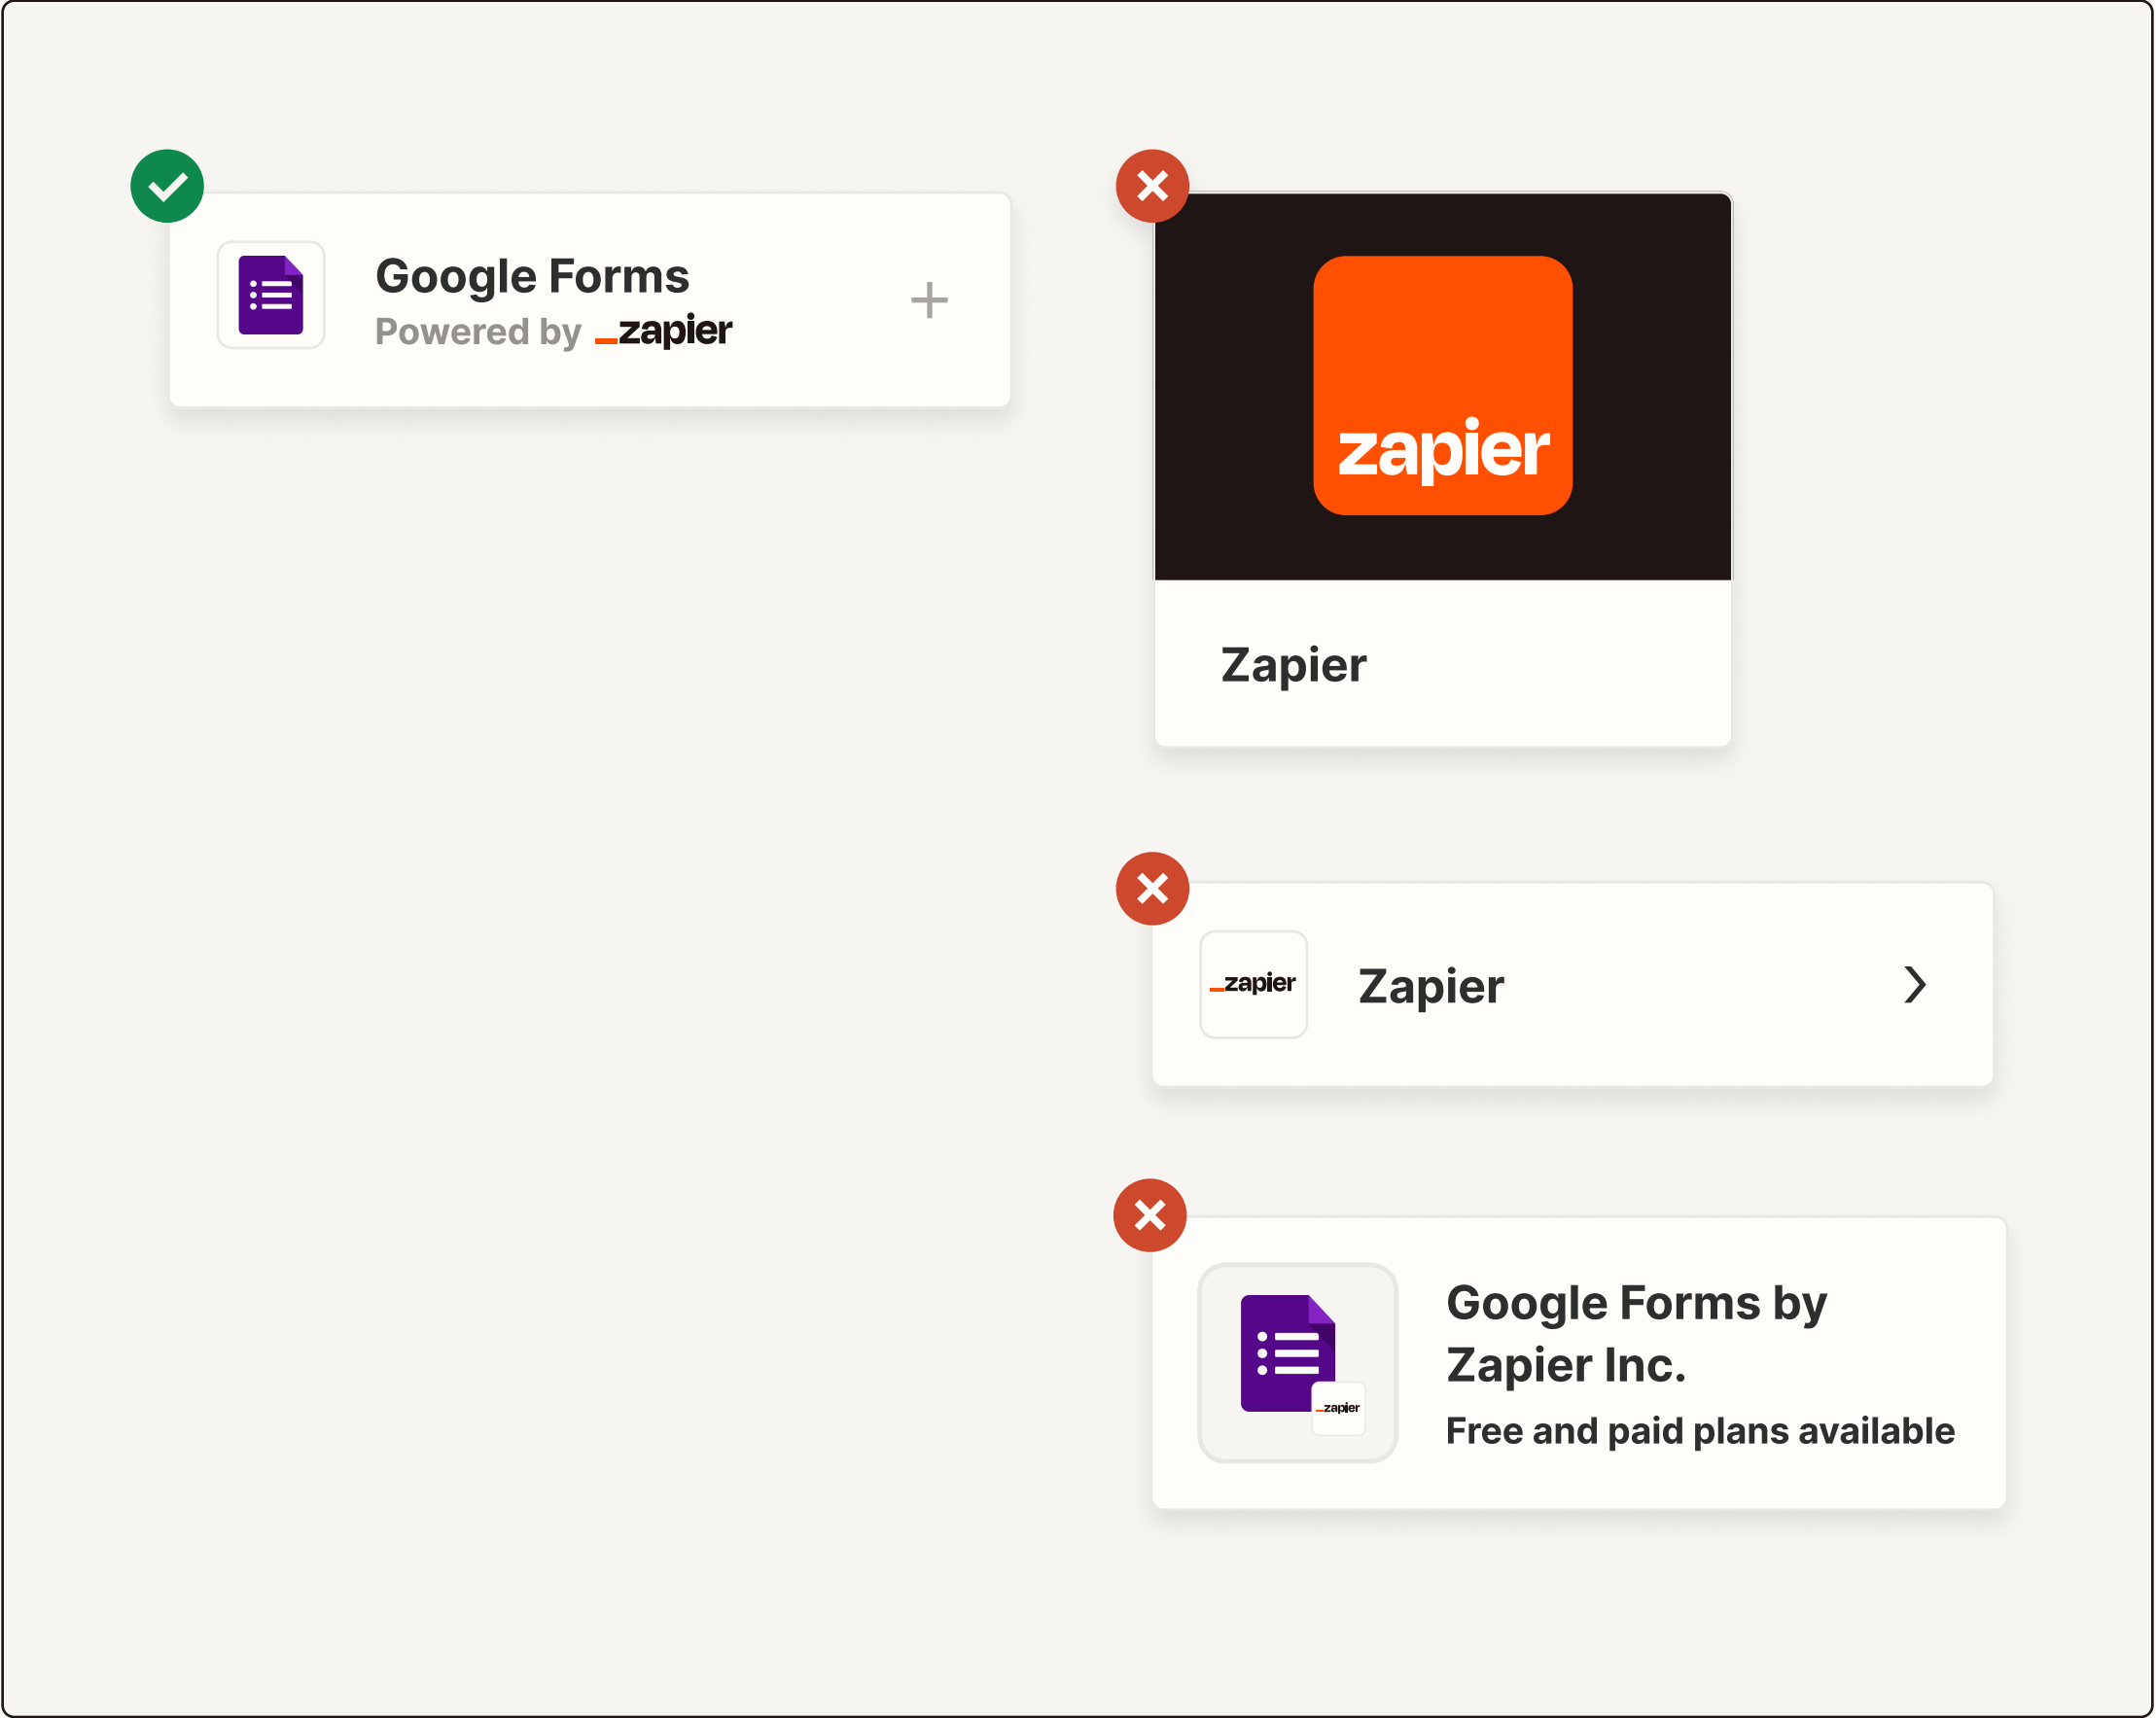 Google Forms
Powered by zapier
zapier
Zapier
zapier
Zapier
Google Forms by
Zapier Inc.
Free and paid plans available
zapier